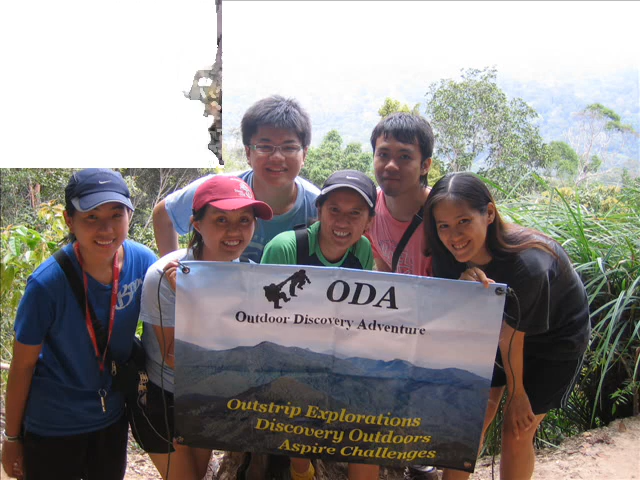 ODA
Outdoor Discovery Adventure
Outstrip Explorations
Discovery Outdoors
Aspire Challenges